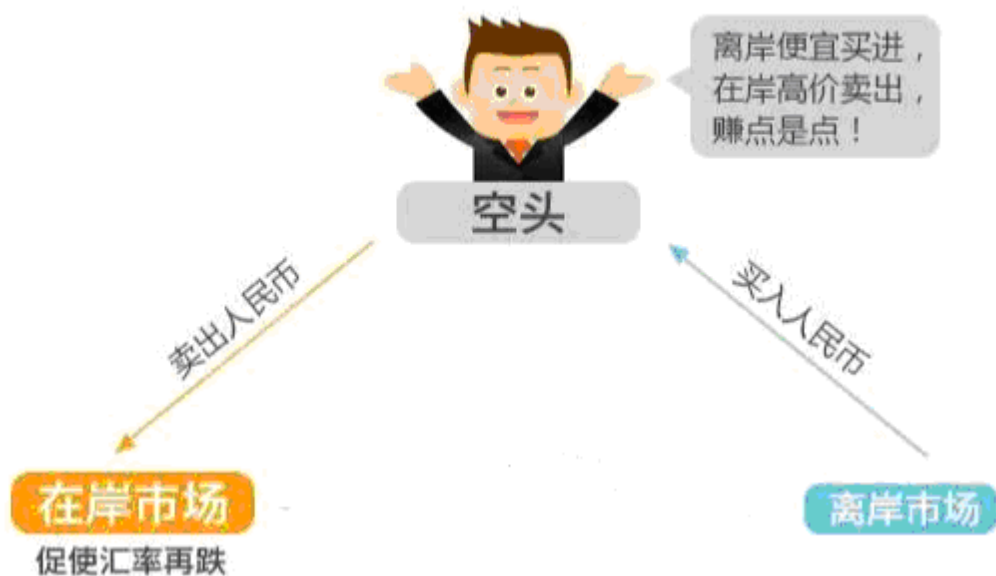 离岸便宜买进，
在岸高价卖出，
赚点是点！
空头
卖出人民币
买入人民币
在岸市场
离岸市场
促使汇率再跌